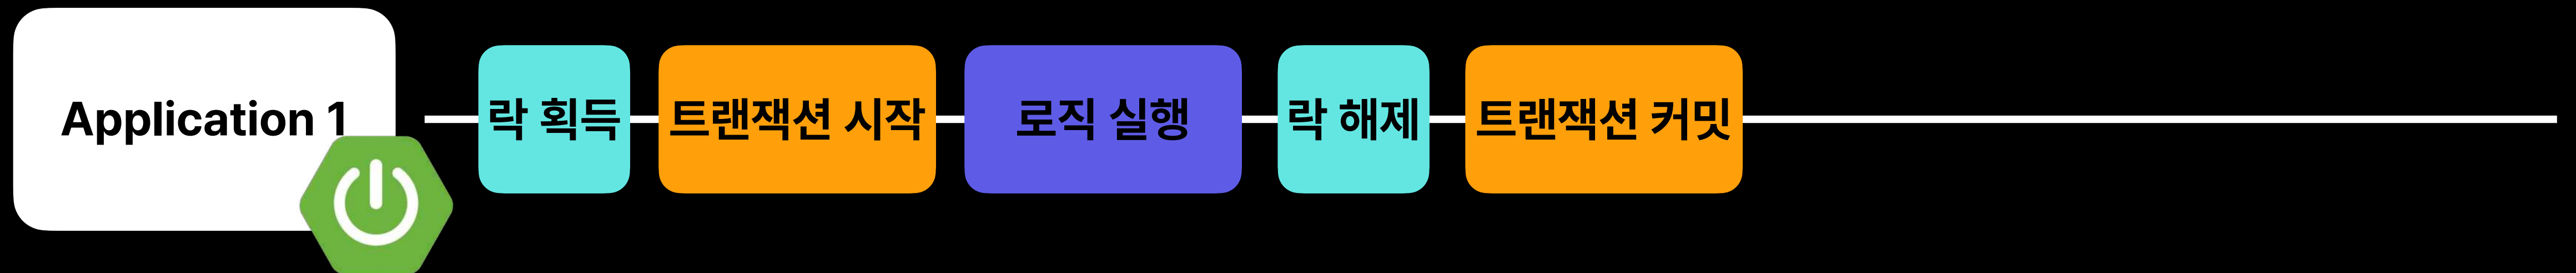 Application 1
락 획득
트랜잭션 시작
로직 실행
락 해제
트랜잭션 커밋